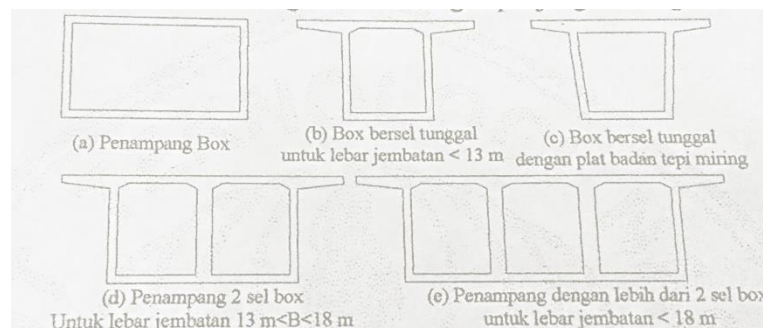 (a) Penampang Box
(b) Box bersel tunggal
untuk lebar jembatan < 13 m
(c) Box bersel tunggal
dengan plat badan tepi miring
(d) Penampang 2 sel box
Untuk lebar jembatan 13 m<B<18 m
(e) Penampang dengan lebih dari 2 sel box
untuk lebar jembatan < 18 m